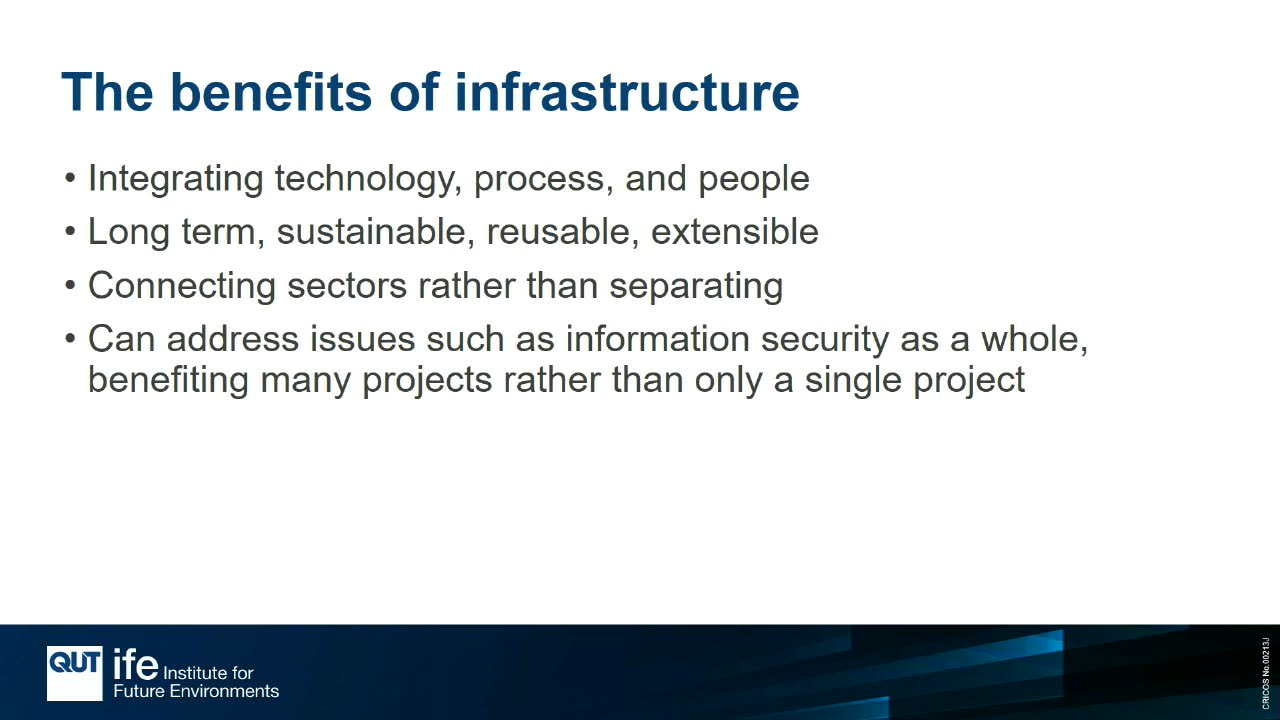 The benefits of infrastructure
• Integrating technology, process, and people
• Long term, sustainable, reusable, extensible
• Connecting sectors rather than separating
• Can address issues such as information security as a whole,
benefiting many projects rather than only a single project
QUT ife Institute for
Future Environments
CRICOS No.00213J